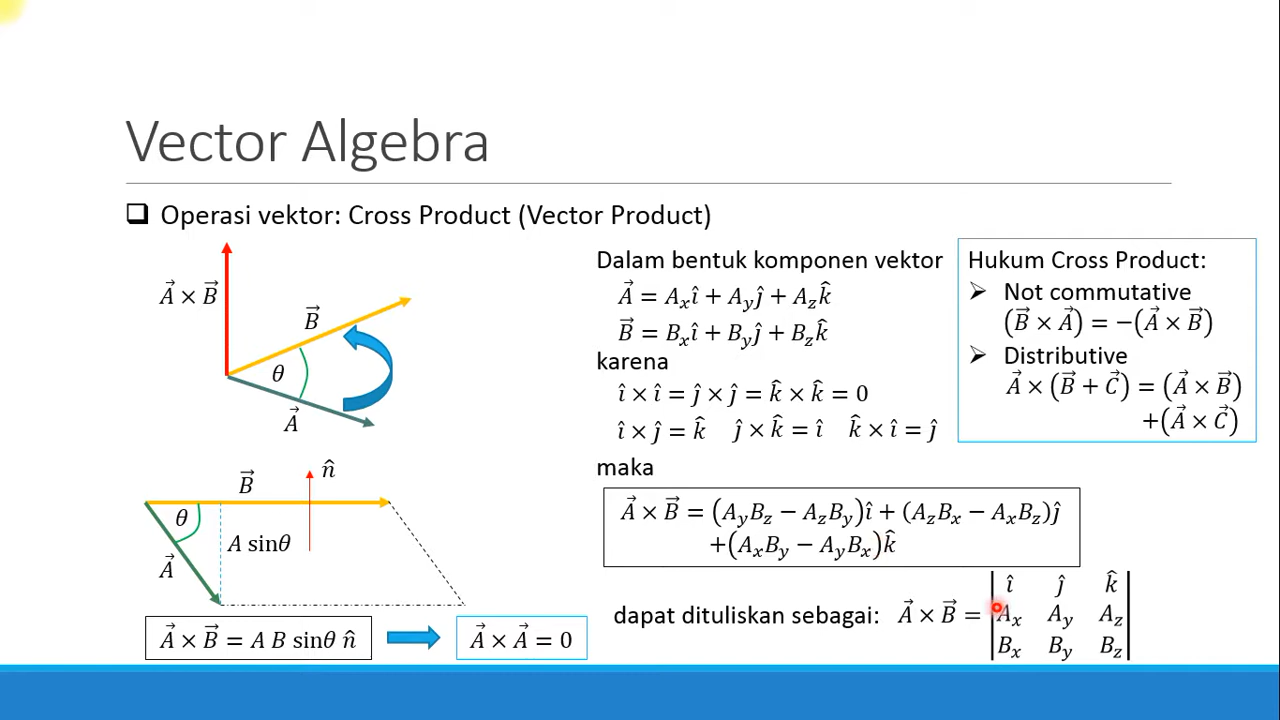 Vector Algebra
❑ Operasi vektor: Cross Product (Vector Product)
A⃗ × B⃗
B⃗
θ
A⃗
B⃗
n̂
θ
A sinθ
A⃗
A⃗ × B⃗ = A B sinθ n̂
A⃗ × A⃗ = 0
Dalam bentuk komponen vektor
A⃗ = Aₓî + A_yĵ + A_zk̂
B⃗ = Bₓî + B_yĵ + B_zk̂
karena
î × î = ĵ × ĵ = k̂ × k̂ = 0
î × ĵ = k̂ ĵ × k̂ = î k̂ × î = ĵ
maka
A⃗ × B⃗ = (A_yB_z − A_zB_y)î + (A_zBₓ − AₓB_z)ĵ
+(AₓB_y − A_yBₓ)k̂
dapat dituliskan sebagai: A⃗ × B⃗ =
| î ĵ k̂ |
| Aₓ A_y A_z |
| Bₓ B_y B_z |
Hukum Cross Product:
➢ Not commutative
(B⃗ × A⃗) = −(A⃗ × B⃗)
➢ Distributive
A⃗ × (B⃗ + C⃗) = (A⃗ × B⃗)
+(A⃗ × C⃗)